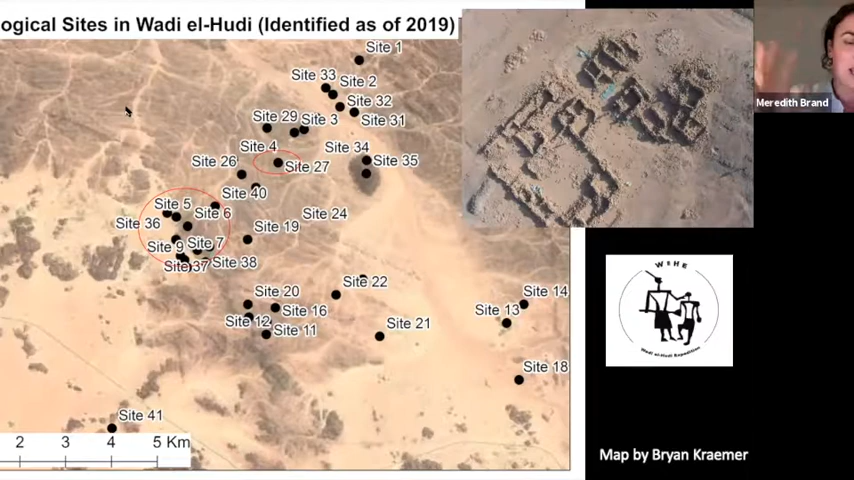 ological Sites in Wadi el-Hudi (Identified as of 2019)
Site 1
Site 33
Site 2
Site 32
Site 31
Site 29
Site 3
Site 4
Site 34
Site 27
Site 35
Site 26
Site 40
Site 5
Site 6
Site 24
Site 36
Site 19
Site 9
Site 7
Site 37
Site 38
Site 22
Site 20
Site 16
Site 14
Site 13
Site 12
Site 11
Site 21
Site 18
Site 41
2 3 4 5 Km
Meredith Brand
WHE
Wadi el-Hudi Expedition
Map by Bryan Kraemer